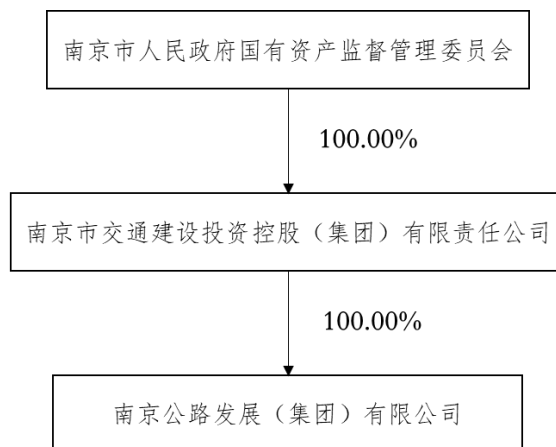 南京市人民政府国有资产监督管理委员会
100.00%
南京市交通建设投资控股（集团）有限责任公司
100.00%
南京公路发展（集团）有限公司